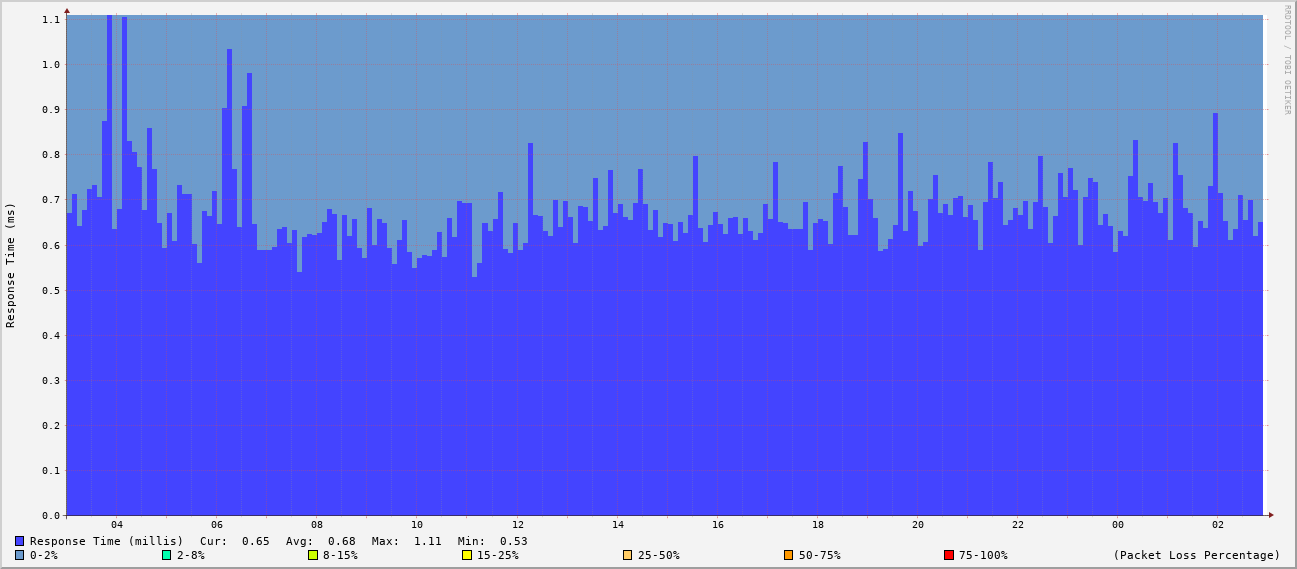 RRDTOOL / TOBI OETIKER
Response Time (ms)
1.1
1.0
0.9
0.8
0.7
0.6
0.5
0.4
0.3
0.2
0.1
0.0
04 06 08 10 12 14 16 18 20 22 00 02
Response Time (millis) Cur: 0.65 Avg: 0.68 Max: 1.11 Min: 0.53
0-2% 2-8% 8-15% 15-25% 25-50% 50-75% 75-100% (Packet Loss Percentage)